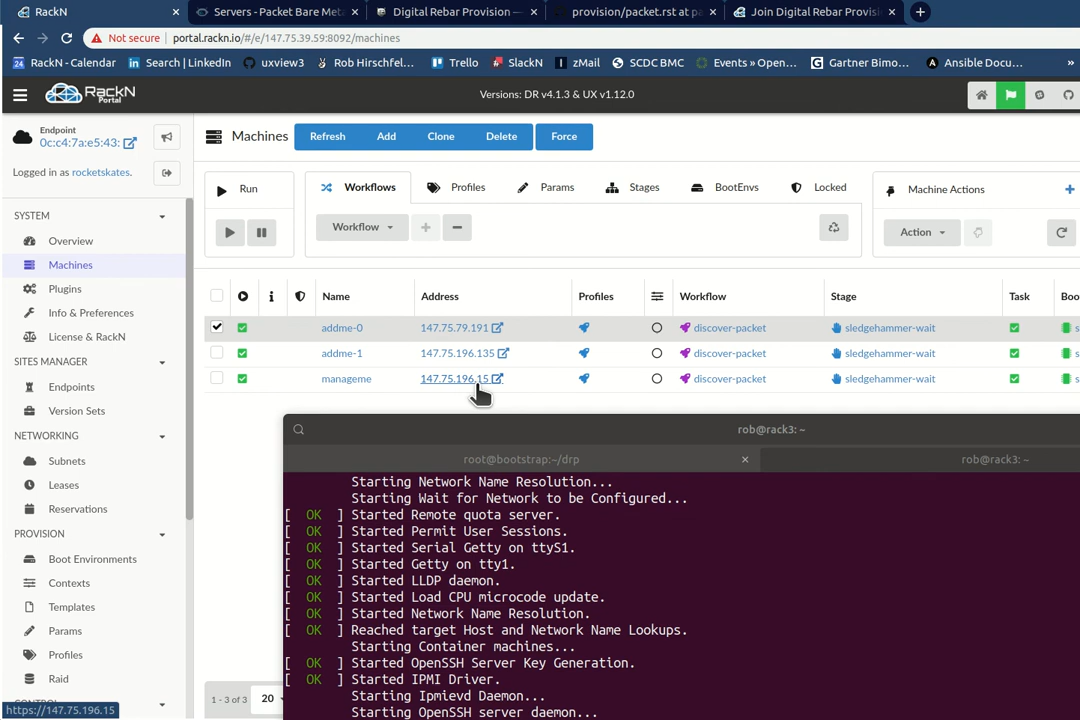 RackN
Servers - Packet Bare Meta
Digital Rebar Provision —
provision/packet.rst at pa
Join Digital Rebar Provisi
Not secure | portal.rackn.io/#/e/147.75.39.59:8092/machines
RackN - Calendar
Search | LinkedIn
uxview3
Rob Hirschfel...
Trello
SlackN
zMail
SCDC BMC
Events » Open...
Gartner Bimo...
Ansible Docu...
»
RackN
Portal
Versions: DR v4.1.3 & UX v1.12.0
Endpoint
0c:c4:7a:e5:43:
Logged in as rocketskates.
Machines
Refresh
Add
Clone
Delete
Force
Run
Workflows
Profiles
Params
Stages
BootEnvs
Locked
Machine Actions
Workflow
Action
SYSTEM
Overview
Machines
Plugins
Info & Preferences
License & RackN
SITES MANAGER
Endpoints
Version Sets
NETWORKING
Subnets
Leases
Reservations
PROVISION
Boot Environments
Contexts
Templates
Params
Profiles
Raid
https://147.75.196.15
Name Address Profiles Workflow Stage Task Boo
addme-0 147.75.79.191 discover-packet sledgehammer-wait s
addme-1 147.75.196.135 discover-packet sledgehammer-wait s
manageme 147.75.196.15 discover-packet sledgehammer-wait s
1 - 3 of 3 20
rob@rack3: ~
root@bootstrap:~/drp
rob@rack3: ~
Starting Network Name Resolution...
Starting Wait for Network to be Configured...
[ OK ] Started Remote quota server.
[ OK ] Started Permit User Sessions.
[ OK ] Started Serial Getty on ttyS1.
[ OK ] Started Getty on tty1.
[ OK ] Started LLDP daemon.
[ OK ] Started Load CPU microcode update.
[ OK ] Started Network Name Resolution.
[ OK ] Reached target Host and Network Name Lookups.
Starting Container machines...
[ OK ] Started OpenSSH Server Key Generation.
[ OK ] Started IPMI Driver.
Starting Ipmievd Daemon...
Starting OpenSSH server daemon...